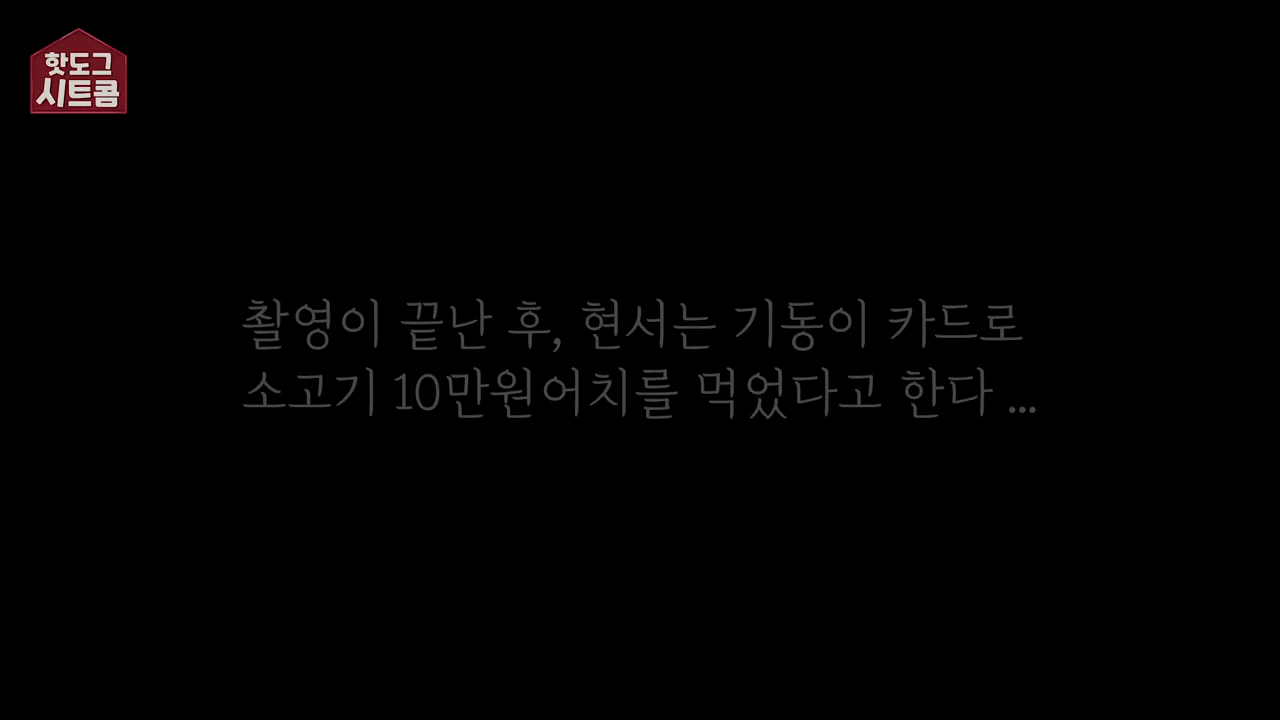 핫도그
시트콤
촬영이 끝난 후, 현서는 기동이 카드로
소고기 10만원어치를 먹었다고 한다 ...